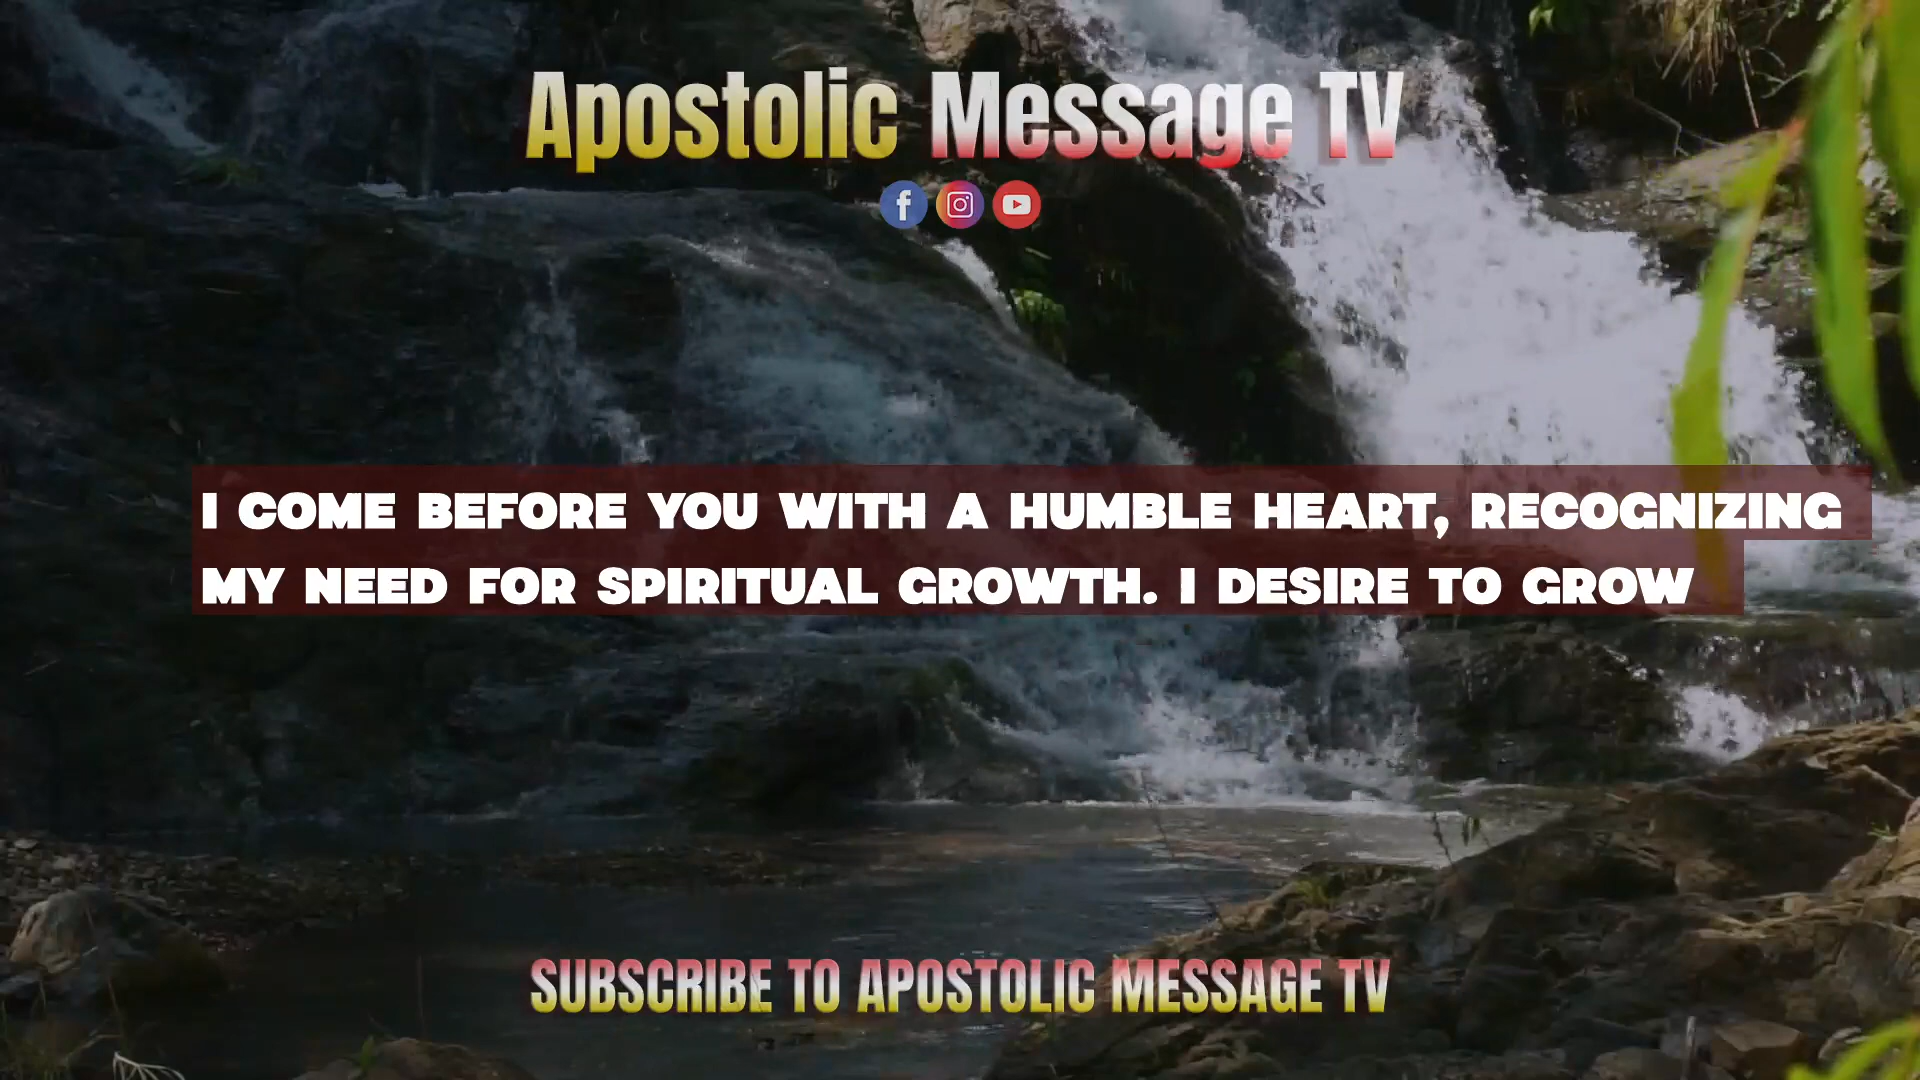 Apostolic Message TV
I COME BEFORE YOU WITH A HUMBLE HEART, RECOGNIZING
MY NEED FOR SPIRITUAL GROWTH. I DESIRE TO GROW
SUBSCRIBE TO APOSTOLIC MESSAGE TV